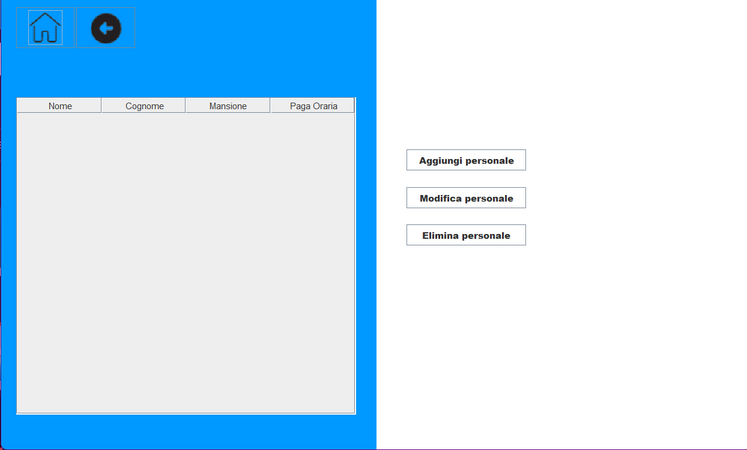 Nome Cognome Mansione Paga Oraria
Aggiungi personale
Modifica personale
Elimina personale